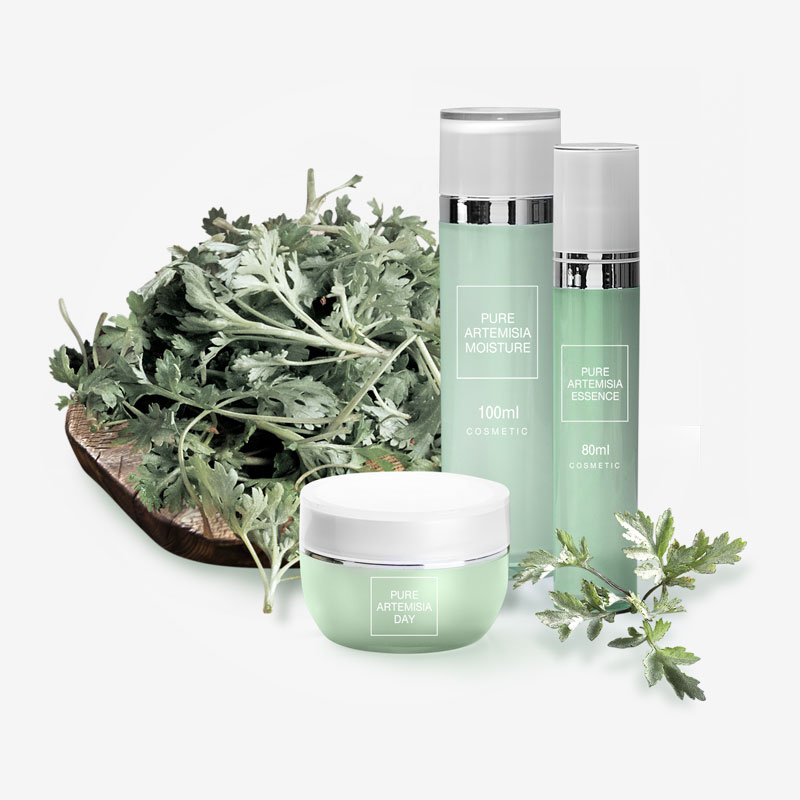 PURE
ARTEMISIA
MOISTURE
100ml
COSMETIC
PURE
ARTEMISIA
ESSENCE
80ml
COSMETIC
PURE
ARTEMISIA
DAY